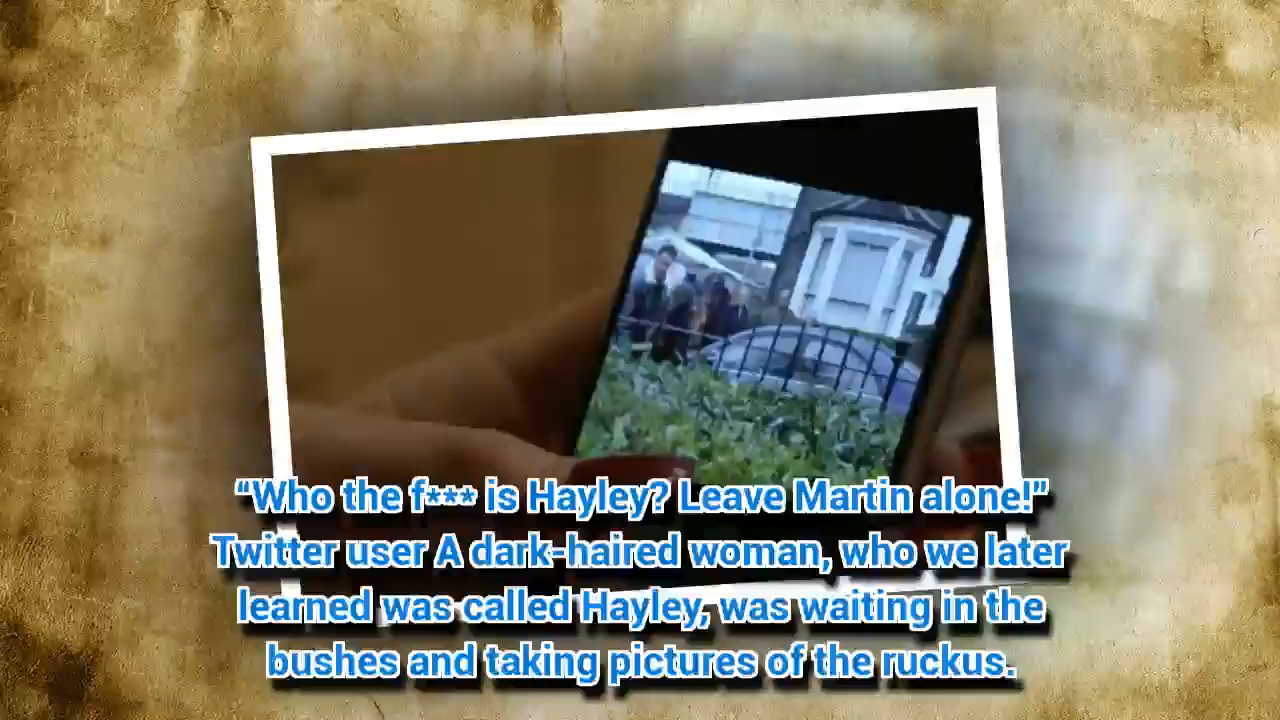 “Who the f*** is Hayley? Leave Martin alone!”
Twitter user A dark-haired woman, who we later
learned was called Hayley, was waiting in the
bushes and taking pictures of the ruckus.